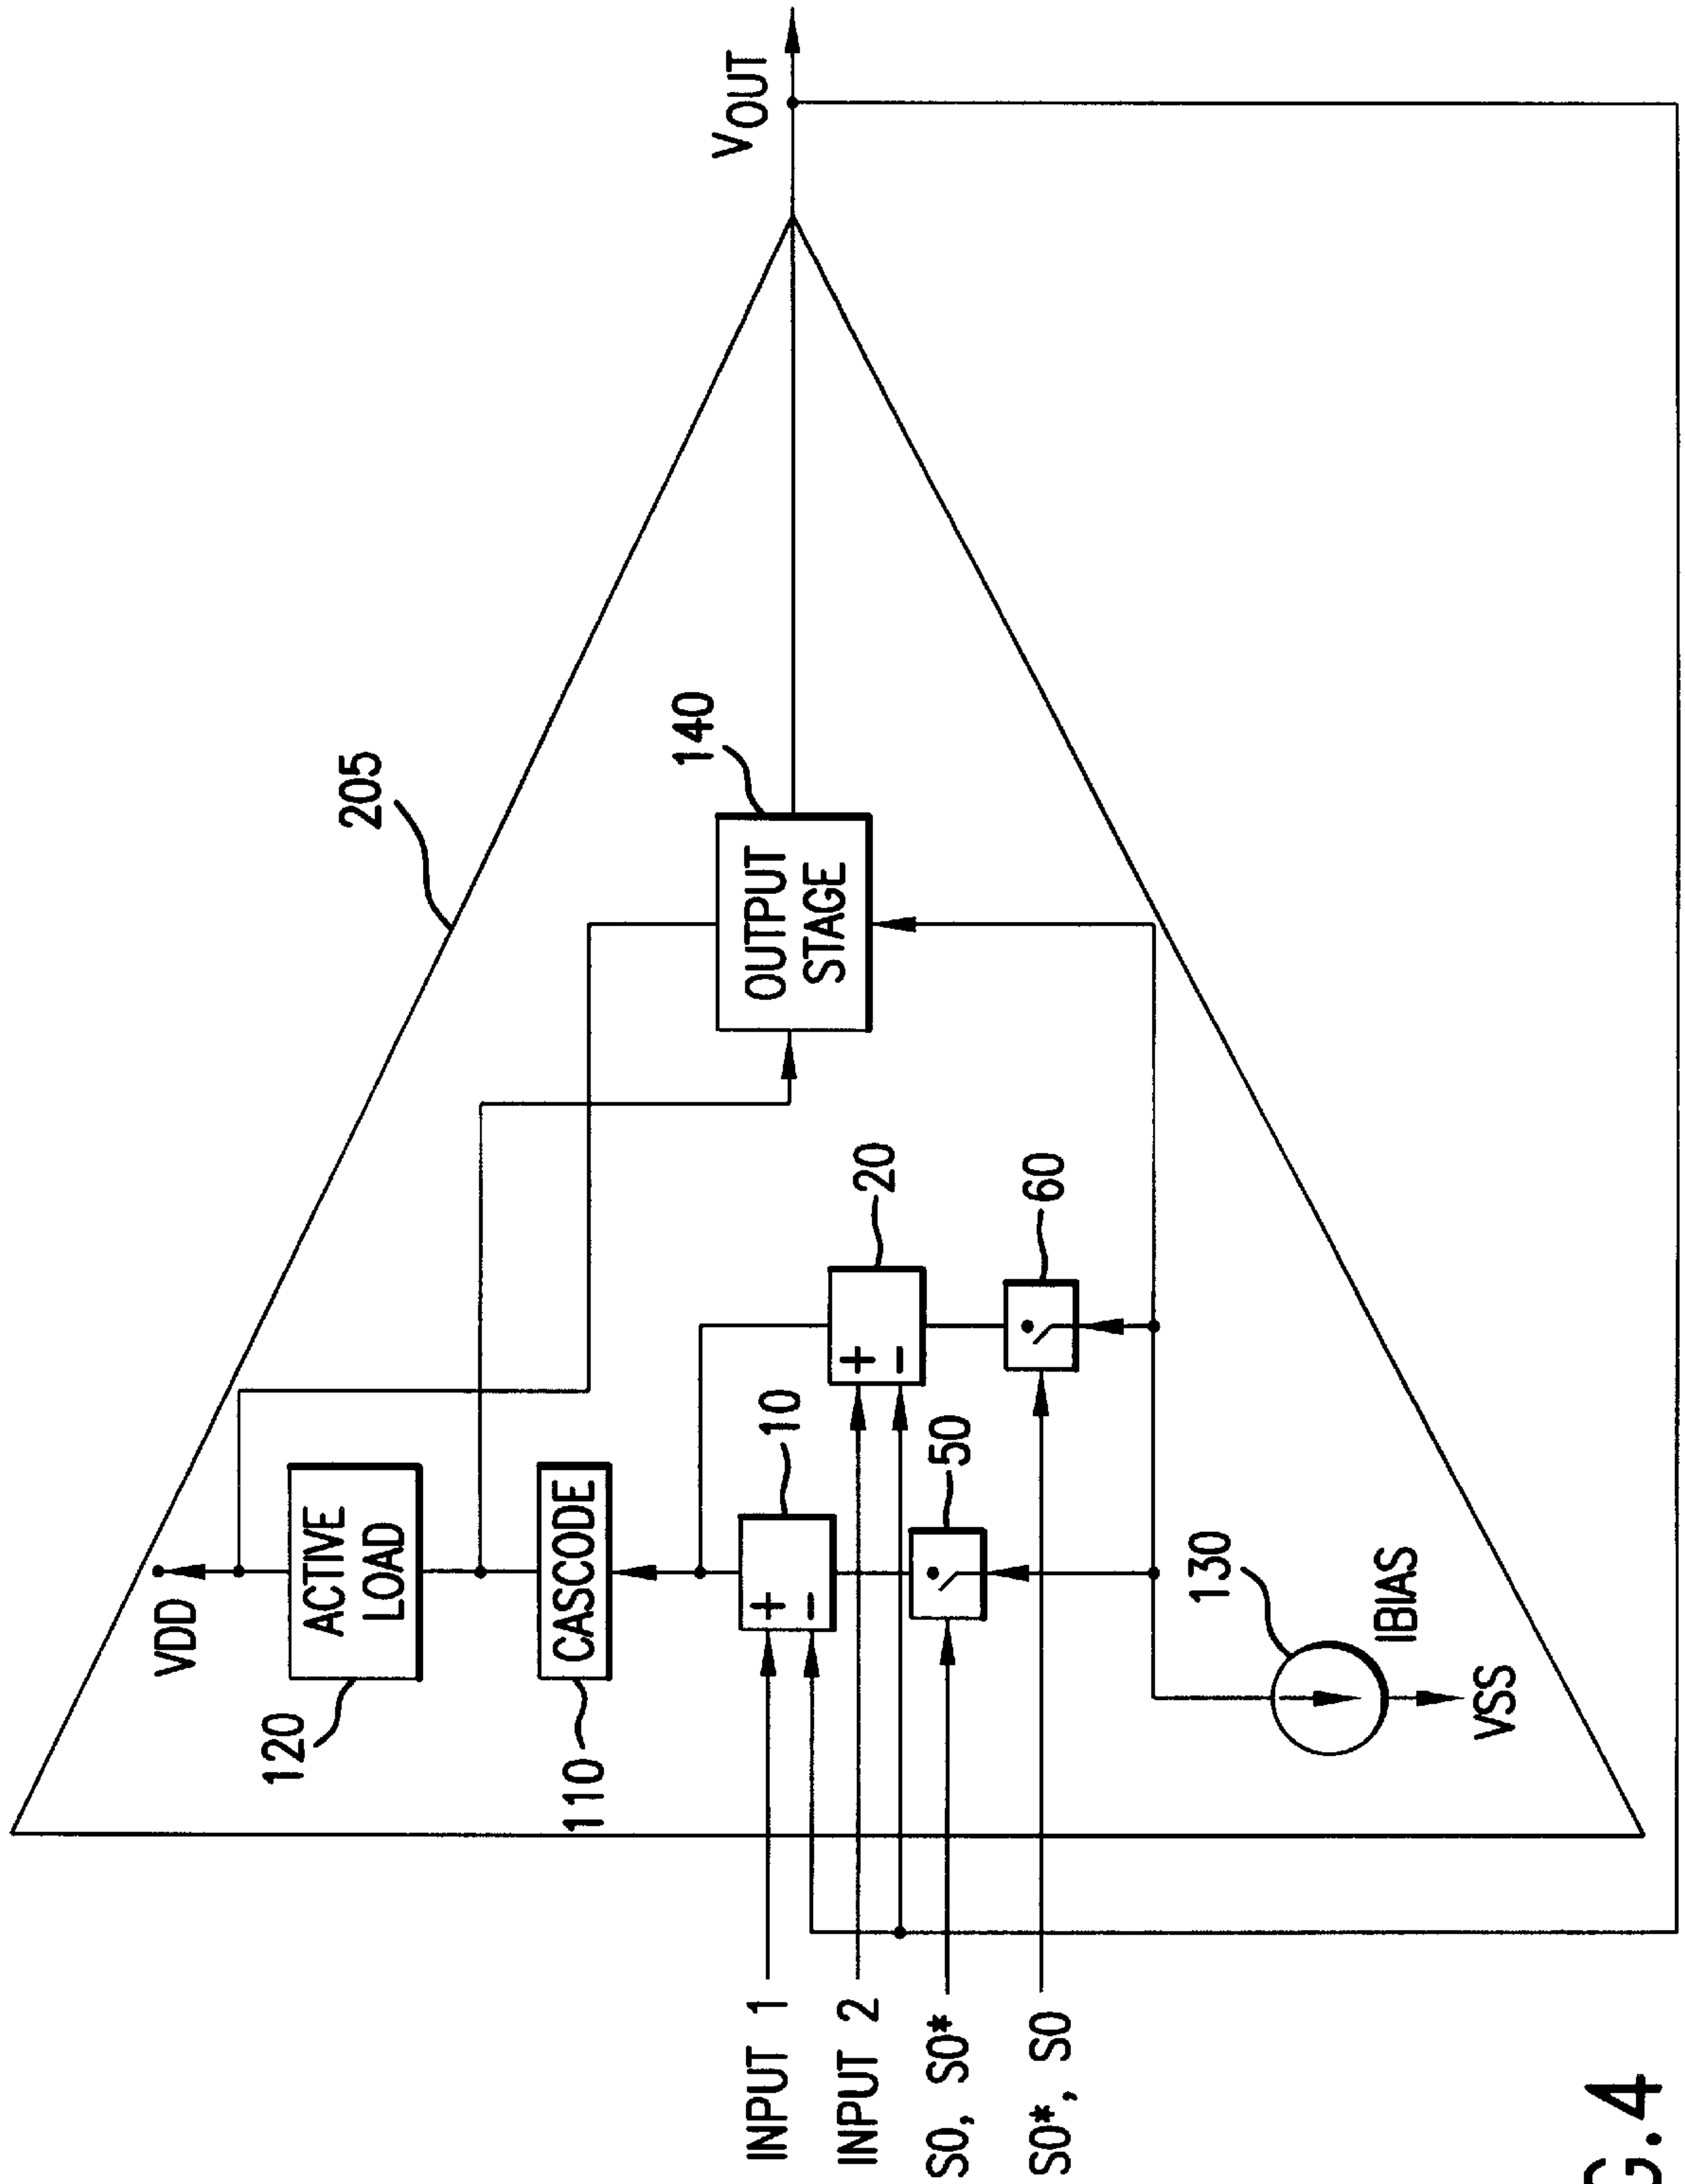 205
VDD
120
ACTIVE
LOAD
110
CASCODE
140
OUTPUT
STAGE
VOUT
INPUT 1
INPUT 2
S0, S0*
S0*, S0
+
−
10
+
−
20
50
60
130
IBIAS
VSS
G.4